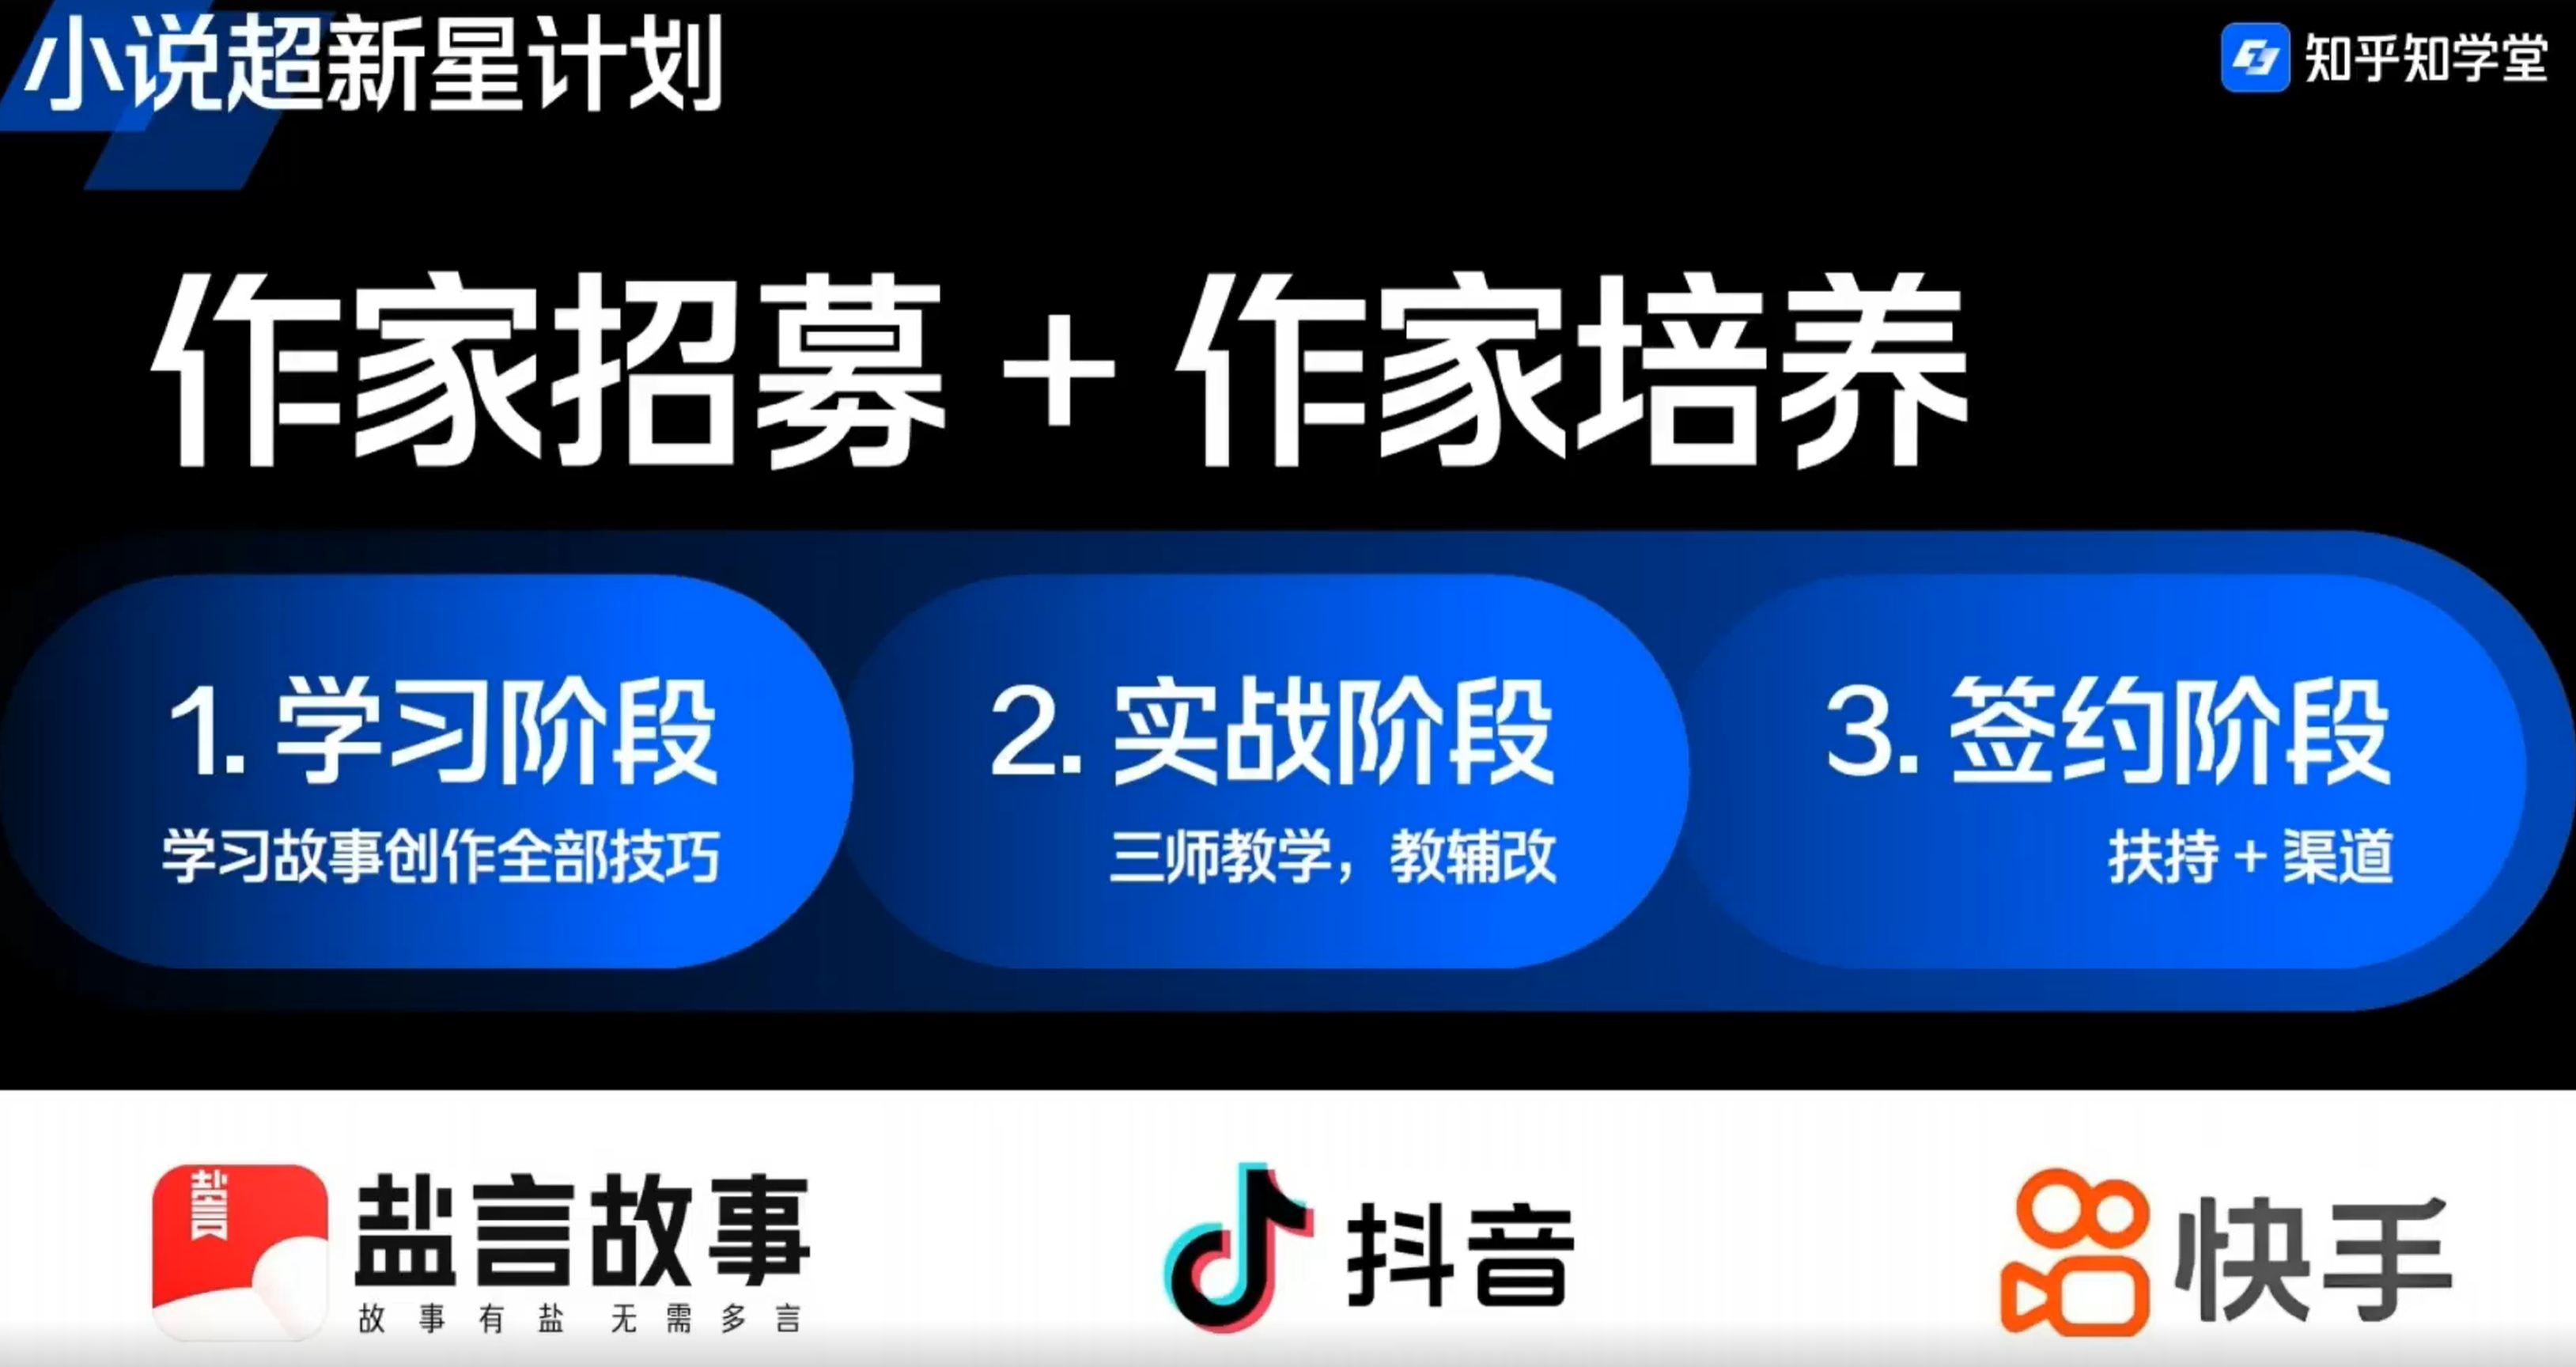 小说超新星计划
知乎知学堂
作家招募 + 作家培养
1. 学习阶段
学习故事创作全部技巧
2. 实战阶段
三师教学，教辅改
3. 签约阶段
扶持 + 渠道
盐言
盐言故事
故事有盐 无需多言
抖音
快手